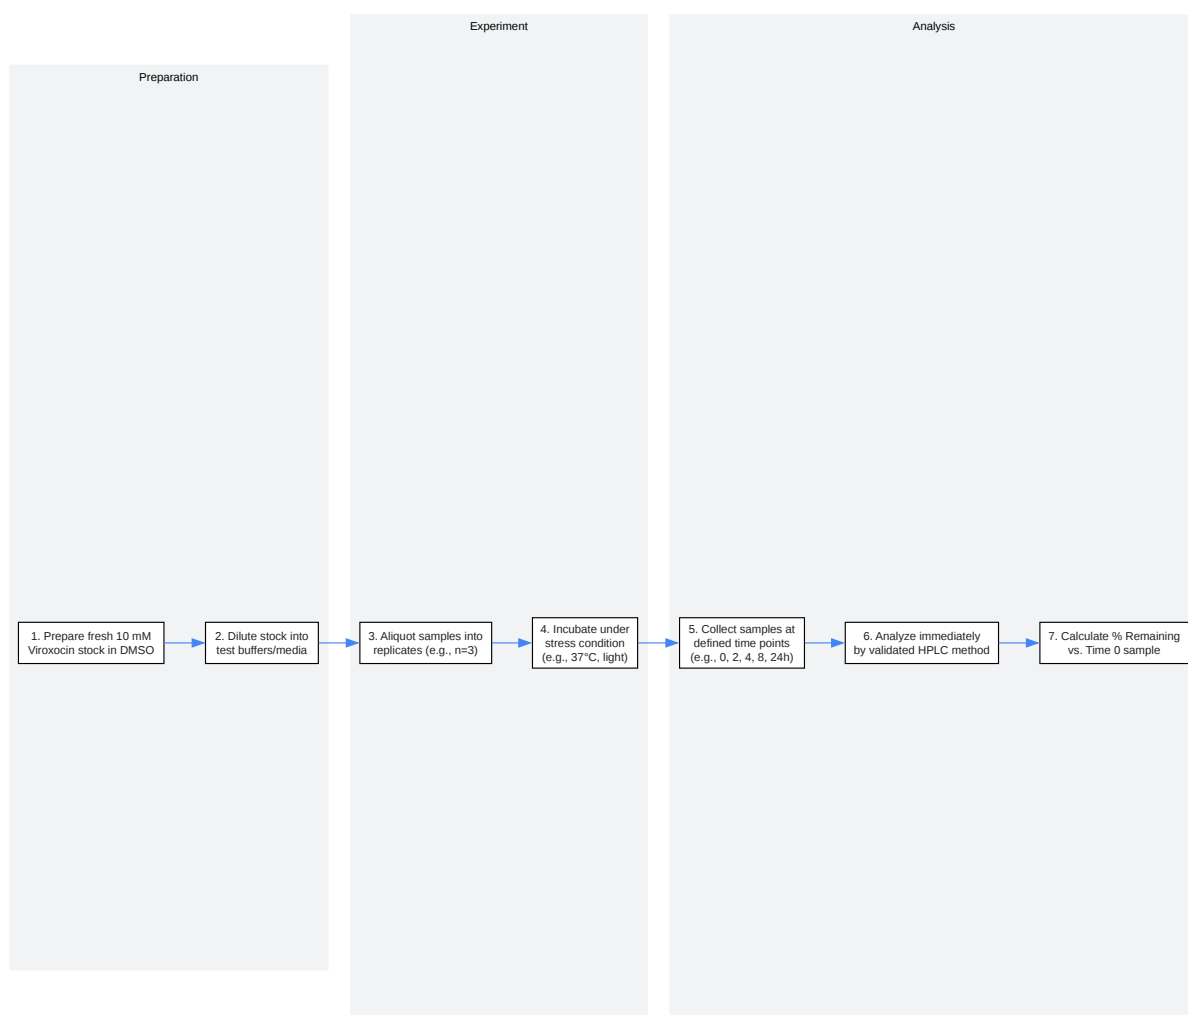 Experiment
Analysis
Preparation
1. Prepare fresh 10 mM
Viroxocin stock in DMSO
2. Dilute stock into
test buffers/media
3. Aliquot samples into
replicates (e.g., n=3)
4. Incubate under
stress condition
(e.g., 37°C, light)
5. Collect samples at
defined time points
(e.g., 0, 2, 4, 8, 24h)
6. Analyze immediately
by validated HPLC method
7. Calculate % Remaining
vs. Time 0 sample